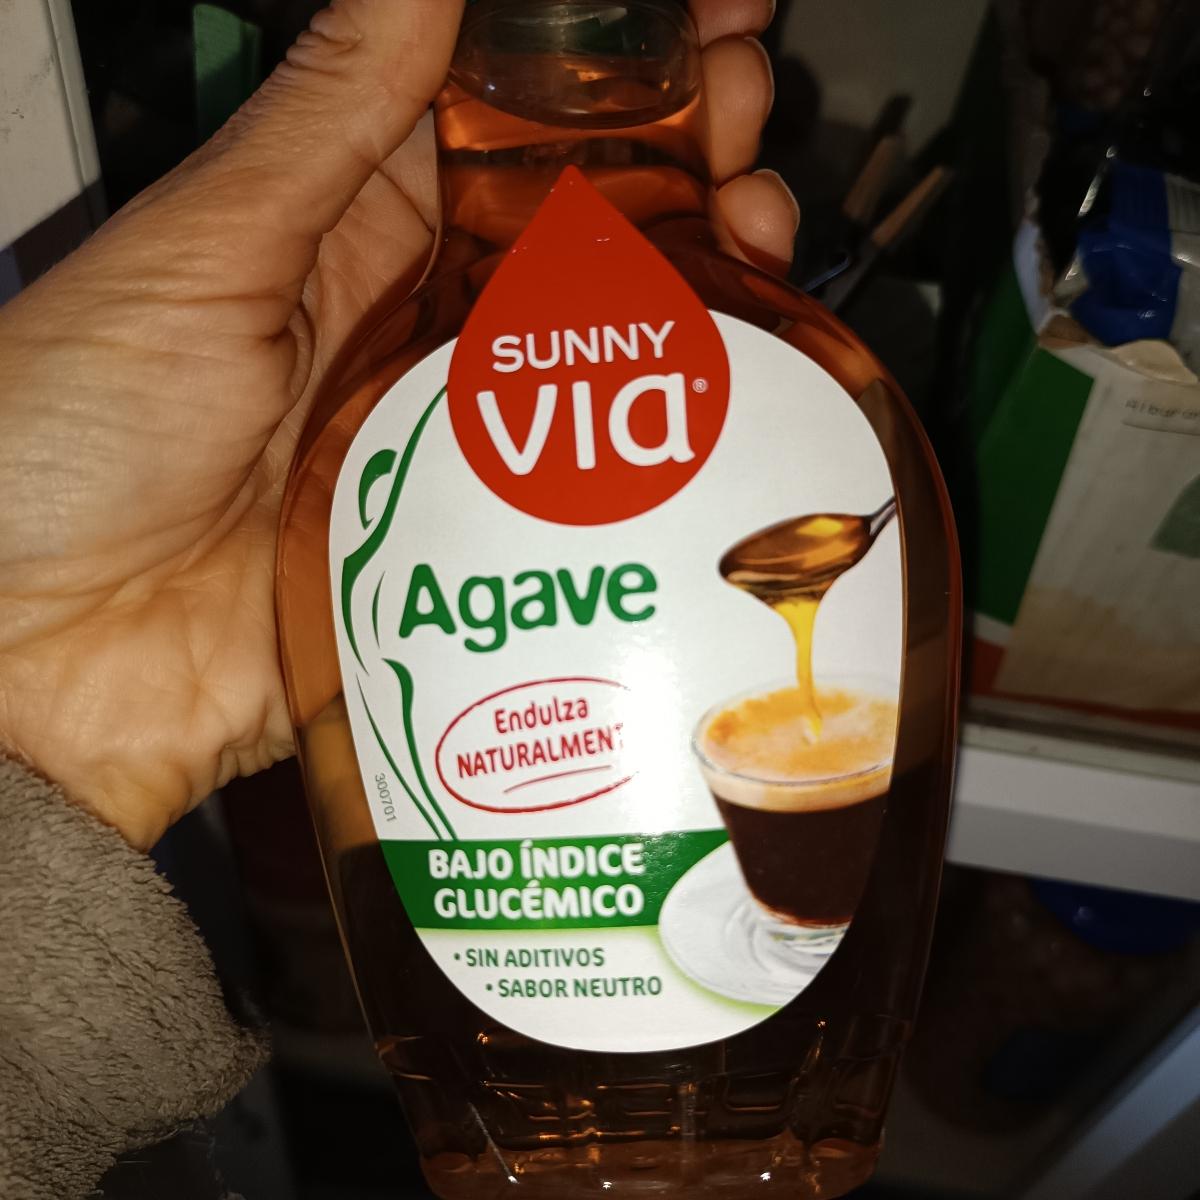 SUNNY
via®
Agave
Endulza
NATURALMENT
300701
BAJO ÍNDICE
GLUCÉMICO
• SIN ADITIVOS
• SABOR NEUTRO